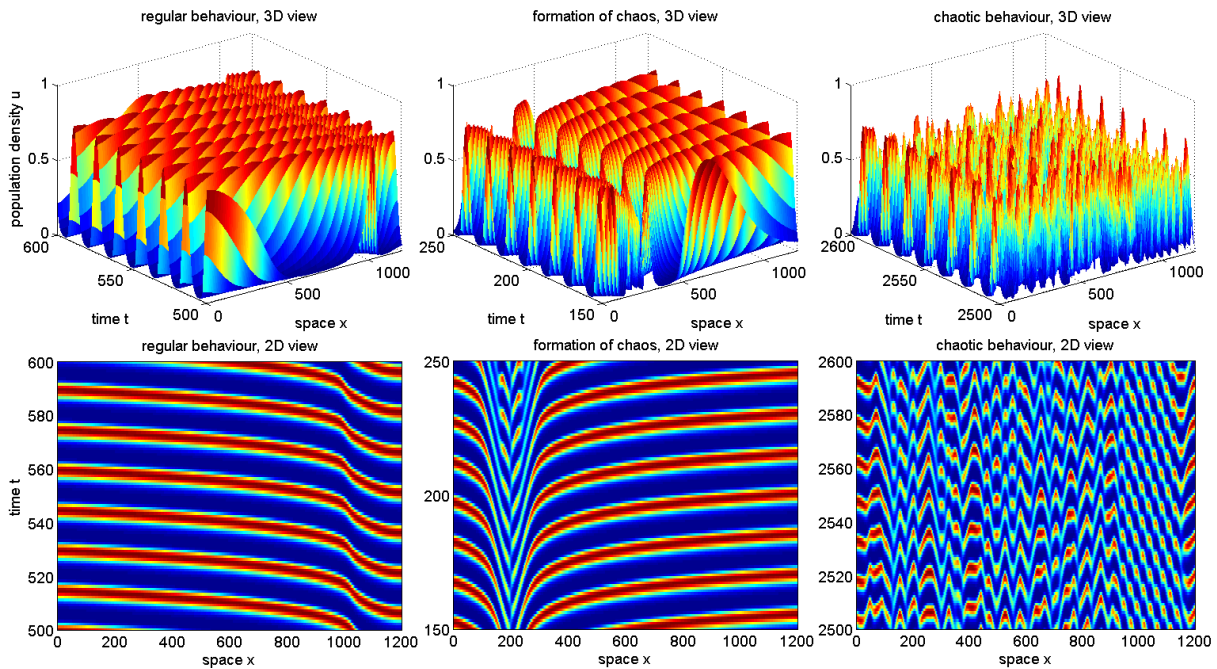 regular behaviour, 3D view
formation of chaos, 3D view
chaotic behaviour, 3D view
population density u
1
0.5
0
600
550
500
time t
0
500
1000
space x
1
0.5
0
250
200
150
time t
0
500
1000
space x
1
0.5
0
2600
2550
2500
time t
0
500
1000
space x
regular behaviour, 2D view
formation of chaos, 2D view
chaotic behaviour, 2D view
time t
600
580
560
540
520
500
0 200 400 600 800 1000 1200
space x
250
200
150
0 200 400 600 800 1000 1200
space x
2600
2580
2560
2540
2520
2500
0 200 400 600 800 1000 1200
space x